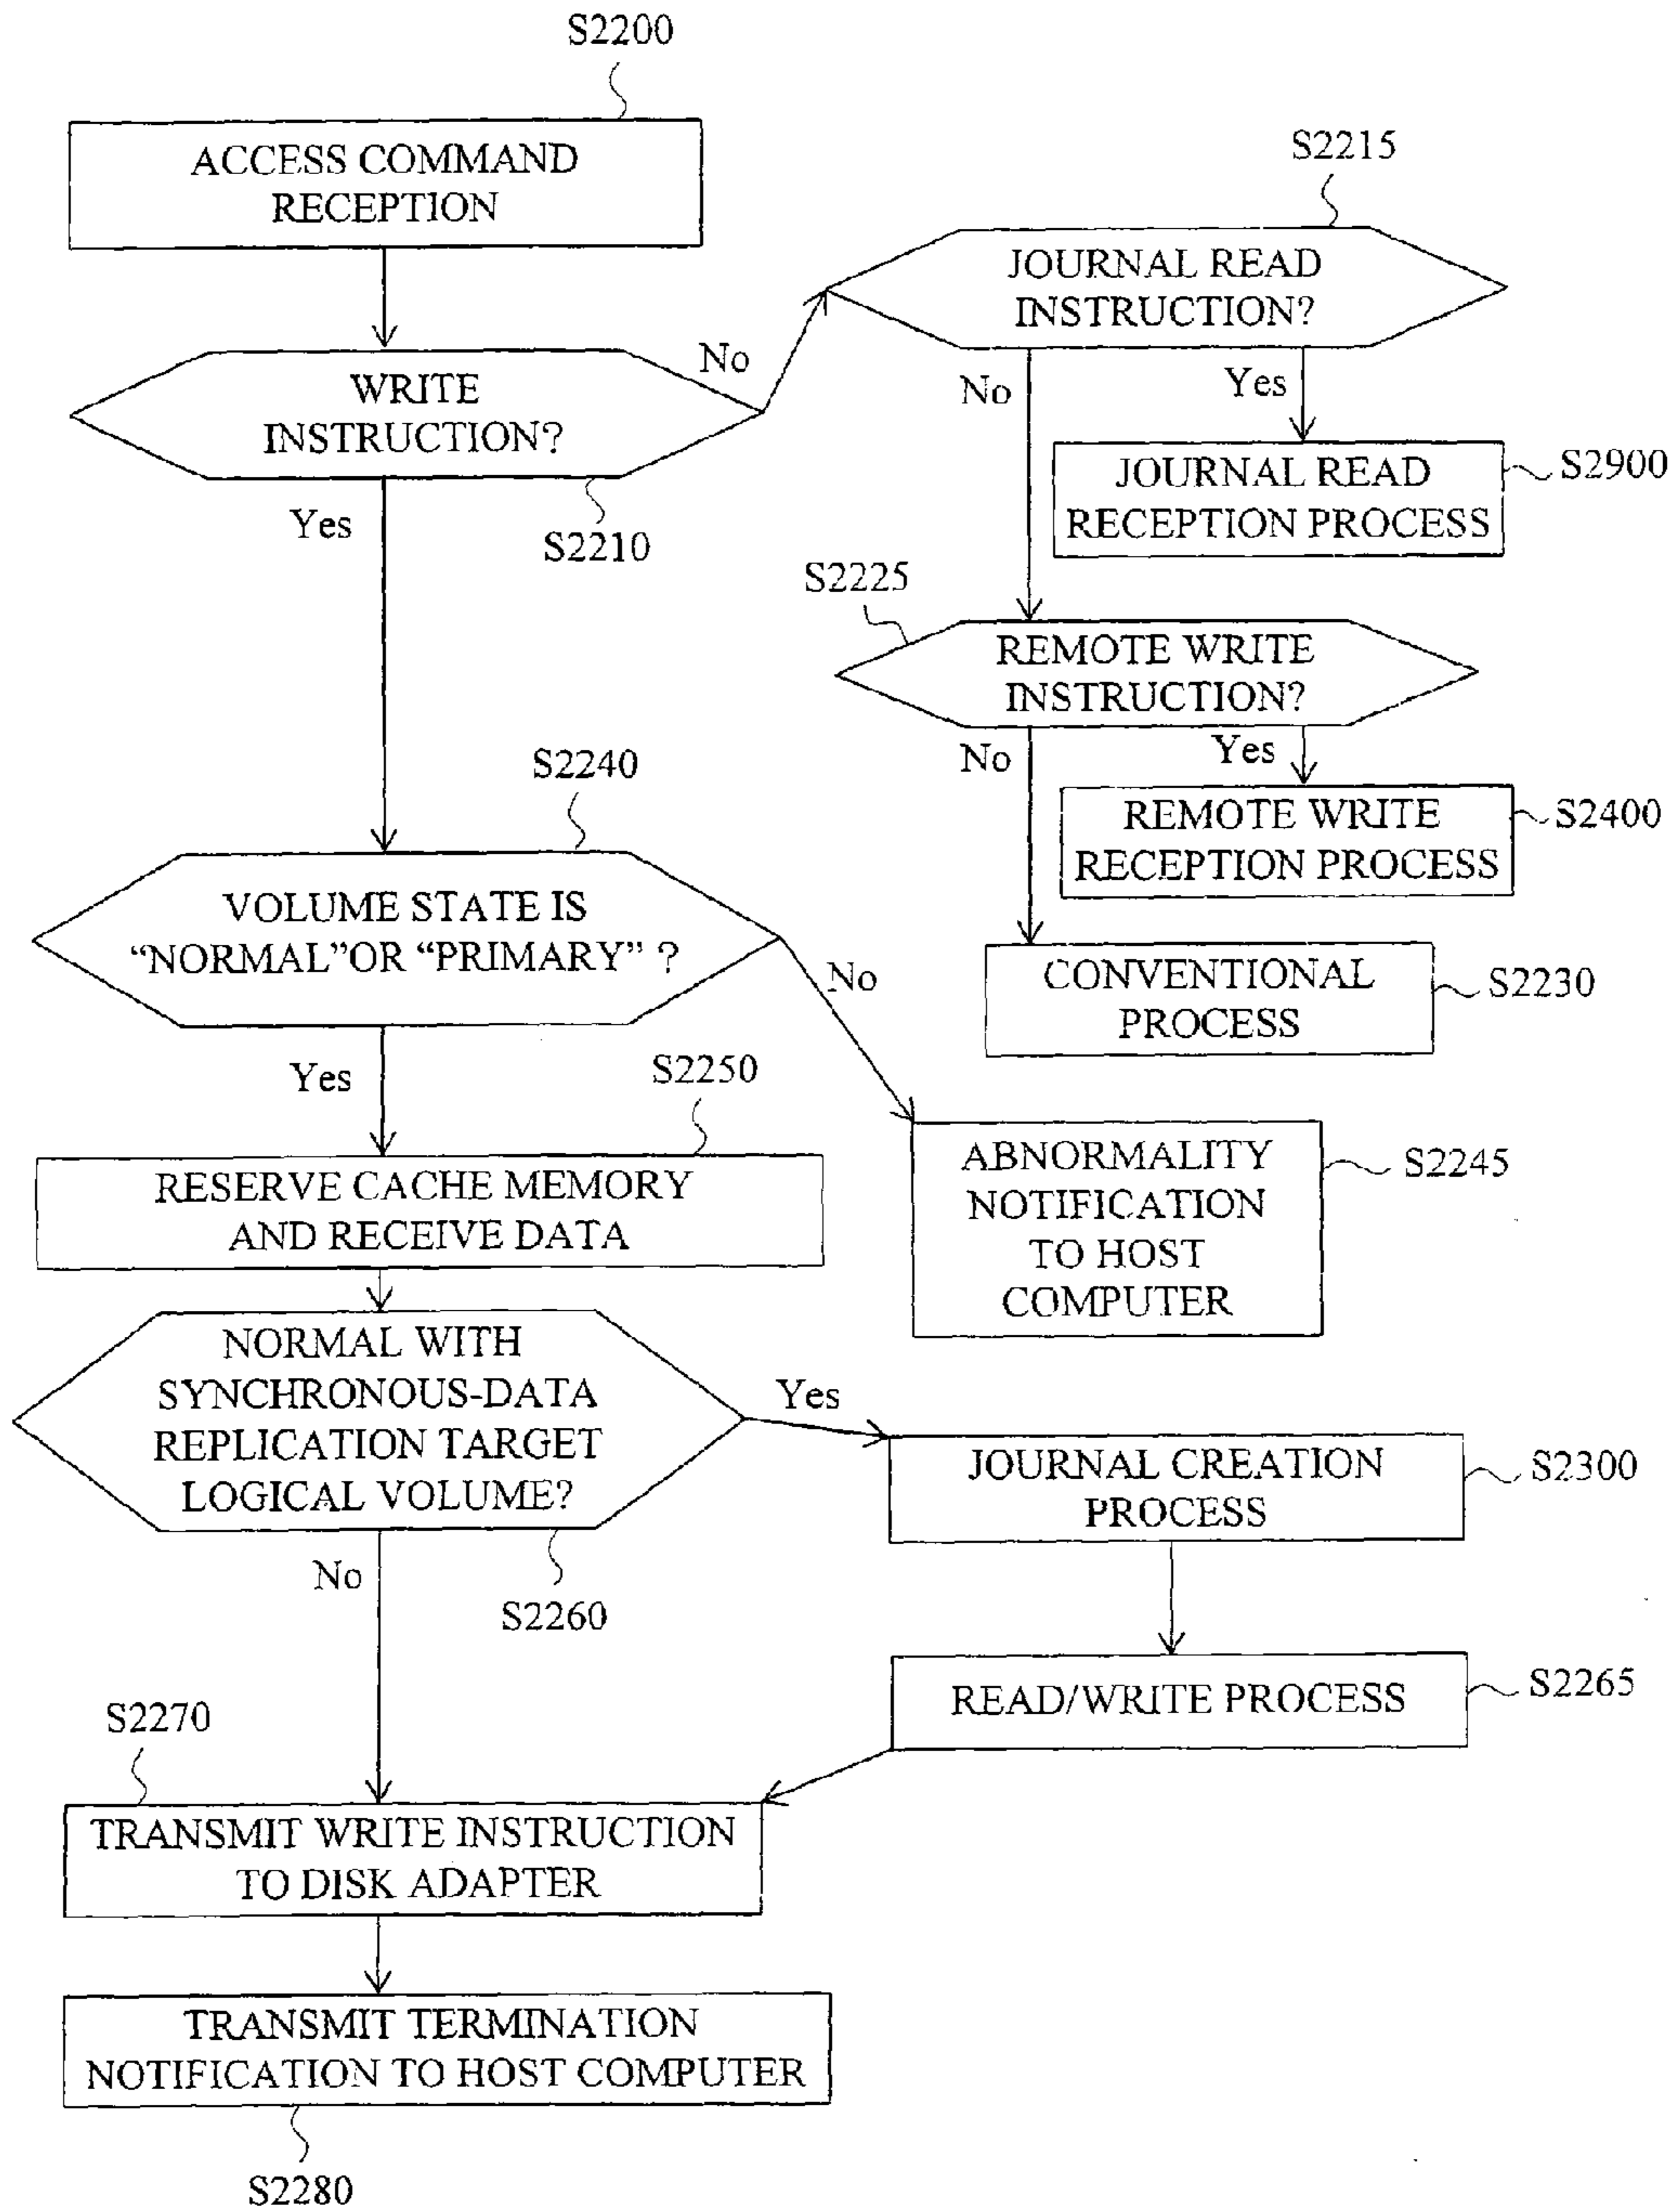 S2200
ACCESS COMMAND
RECEPTION
S2215
JOURNAL READ
INSTRUCTION?
No
WRITE
INSTRUCTION?
No
Yes
JOURNAL READ
RECEPTION PROCESS
S2900
Yes
S2210
S2225
REMOTE WRITE
INSTRUCTION?
No
Yes
S2240
REMOTE WRITE
RECEPTION PROCESS
S2400
VOLUME STATE IS
“NORMAL”OR “PRIMARY” ?
No
CONVENTIONAL
PROCESS
S2230
Yes
S2250
RESERVE CACHE MEMORY
AND RECEIVE DATA
ABNORMALITY
NOTIFICATION
TO HOST
COMPUTER
S2245
NORMAL WITH
SYNCHRONOUS-DATA
REPLICATION TARGET
LOGICAL VOLUME?
Yes
JOURNAL CREATION
PROCESS
S2300
No
S2260
READ/WRITE PROCESS
S2265
S2270
TRANSMIT WRITE INSTRUCTION
TO DISK ADAPTER
TRANSMIT TERMINATION
NOTIFICATION TO HOST COMPUTER
S2280